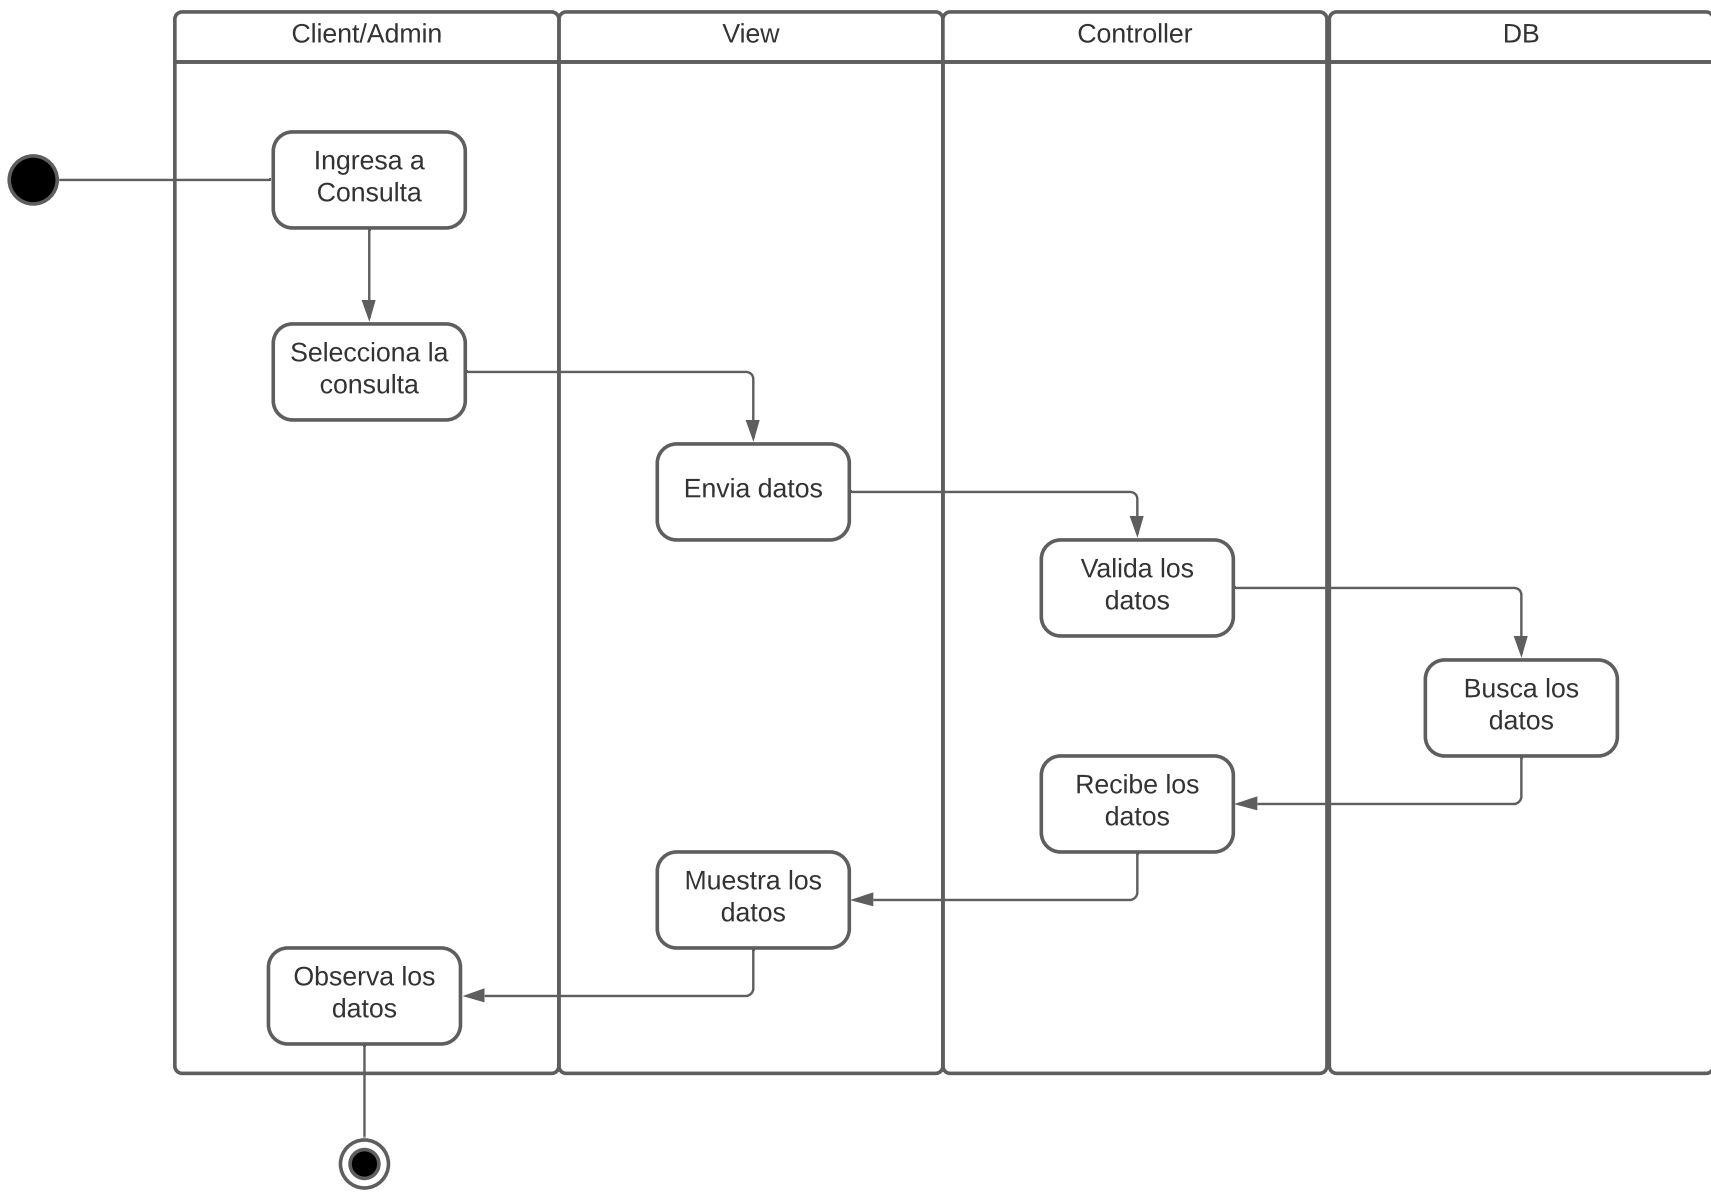 Client/Admin
View
Controller
DB
Ingresa a
Consulta
Selecciona la
consulta
Envia datos
Valida los
datos
Busca los
datos
Recibe los
datos
Muestra los
datos
Observa los
datos